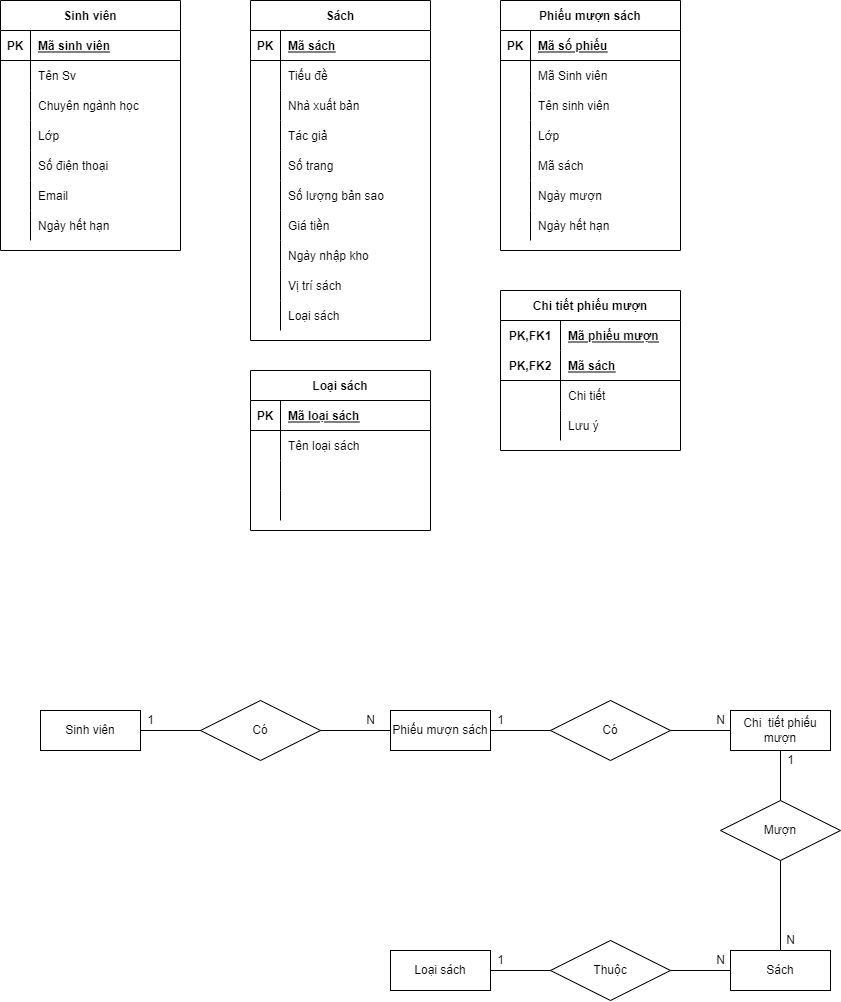 Sinh viên
PK Mã sinh viên
Tên Sv
Chuyên ngành học
Lớp
Số điện thoại
Email
Ngày hết hạn
Sách
PK Mã sách
Tiếu đề
Nhà xuất bản
Tác giả
Số trang
Số lượng bản sao
Giá tiền
Ngày nhập kho
Vị trí sách
Loại sách
Phiếu mượn sách
PK Mã số phiếu
Mã Sinh viên
Tên sinh viên
Lớp
Mã sách
Ngày mượn
Ngày hết hạn
Chi tiết phiếu mượn
PK,FK1 Mã phiếu mượn
PK,FK2 Mã sách
Chi tiết
Lưu ý
Loại sách
PK Mã loại sách
Tên loại sách
Sinh viên 1 Có N Phiếu mượn sách 1 Có N Chi tiết phiếu
mượn
1
Mượn
N
Loại sách 1 Thuộc N Sách